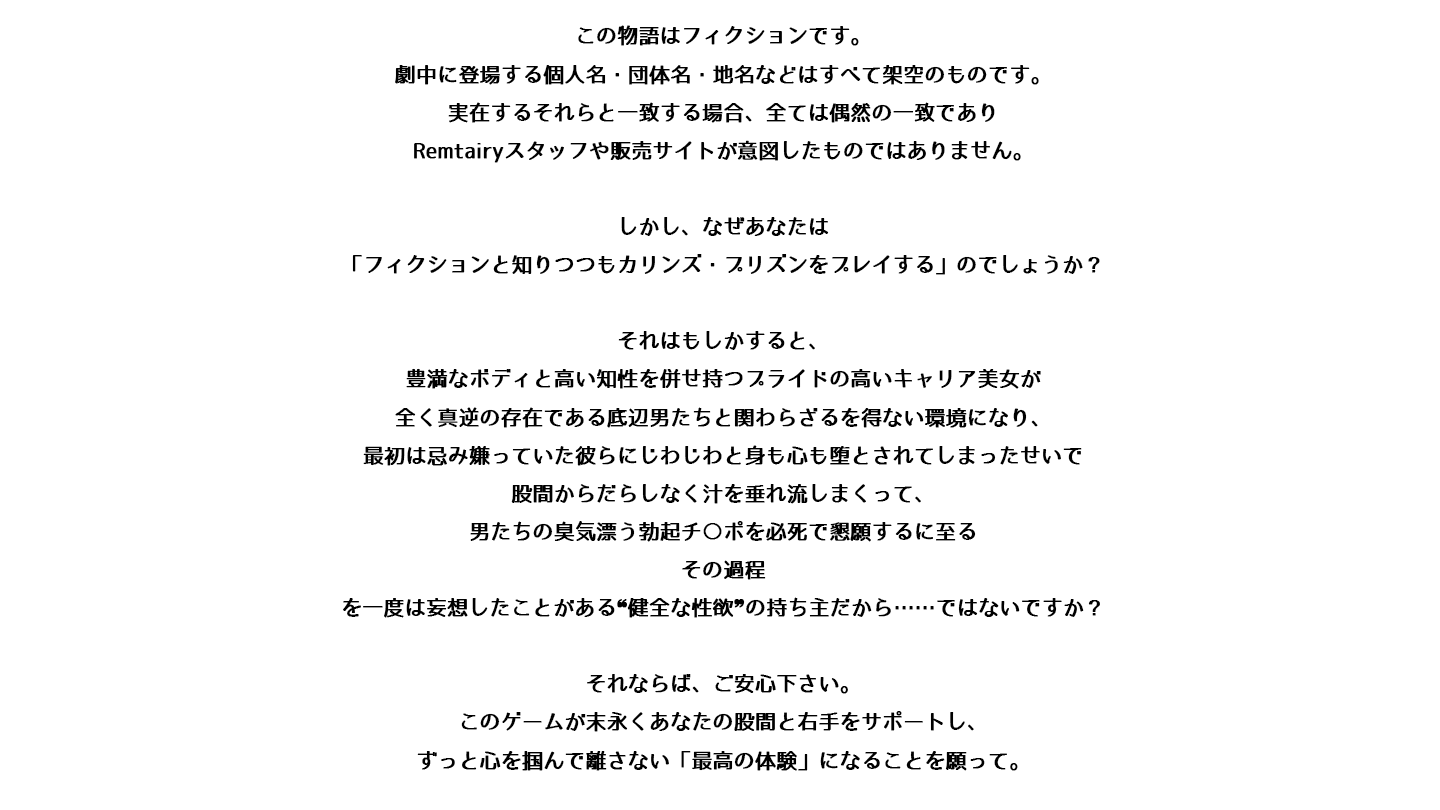 この物語はフィクションです。
劇中に登場する個人名・団体名・地名などはすべて架空のものです。
実在するそれらと一致する場合、全ては偶然の一致であり
Remtairyスタッフや販売サイトが意図したものではありません。
しかし、なぜあなたは
「フィクションと知りつつもカリンズ・プリズンをプレイする」のでしょうか？
それはもしかすると、
豊満なボディと高い知性を併せ持つプライドの高いキャリア美女が
全く真逆の存在である底辺男たちと関わらざるを得ない環境になり、
最初は忌み嫌っていた彼らにじわじわと身も心も堕とされてしまったせいで
股間からだらしなく汁を垂れ流しまくって、
男たちの臭気漂う勃起チ〇ポを必死で懇願するに至る
その過程
を一度は妄想したことがある❝健全な性欲❞の持ち主だから……ではないですか？
それならば、ご安心下さい。
このゲームが末永くあなたの股間と右手をサポートし、
ずっと心を掴んで離さない「最高の体験」になることを願って。